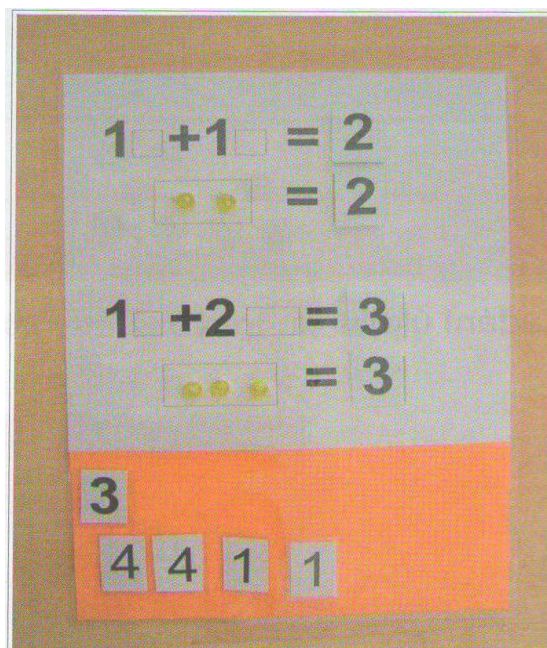 1 + 1 = 2
= 2
1 + 2 = 3
= 3
3
4 4 1 1